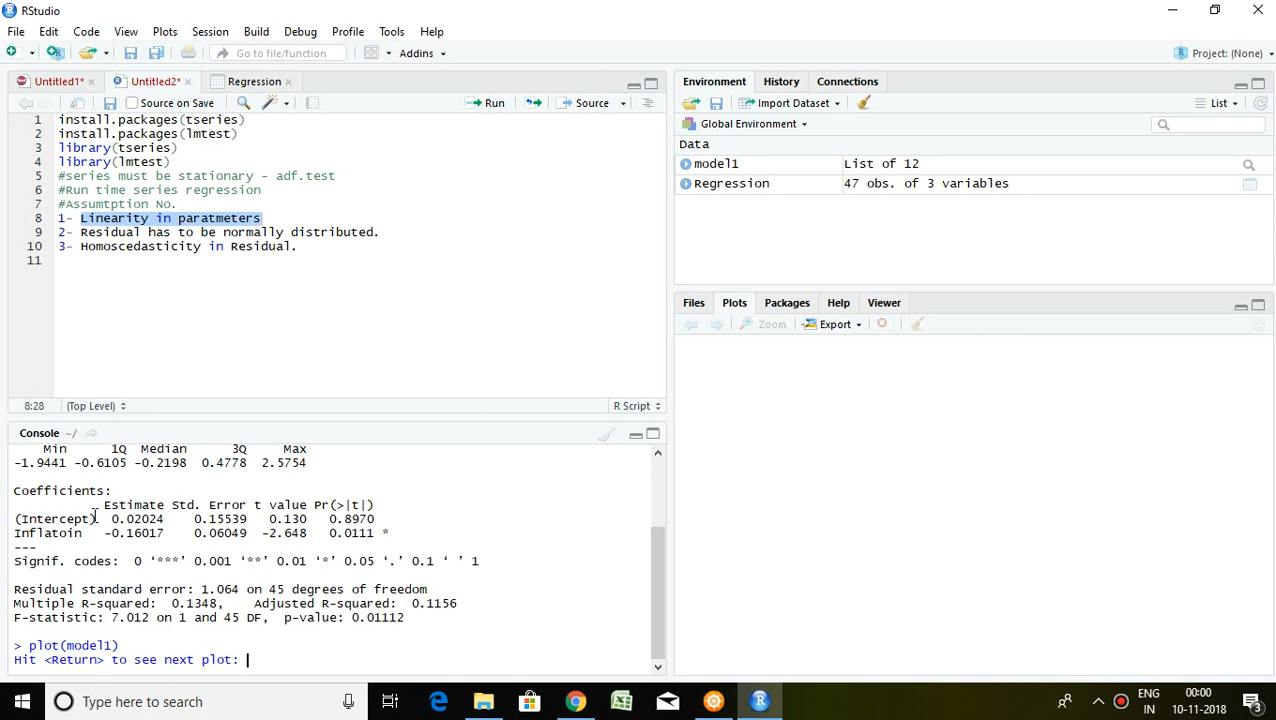 RStudio
File Edit Code View Plots Session Build Debug Profile Tools Help
Go to file/function Addins Project: (None)
Untitled1* Untitled2* Regression
Source on Save Run Source
1 install.packages(tseries)
2 install.packages(lmtest)
3 library(tseries)
4 library(lmtest)
5 #series must be stationary - adf.test
6 #Run time series regression
7 #Assumtption No.
8 1- Linearity in paratmeters
9 2- Residual has to be normally distributed.
10 3- Homoscedasticity in Residual.
11
8:28 (Top Level) R Script
Console ~/
Min 1Q Median 3Q Max
-1.9441 -0.6105 -0.2198 0.4778 2.5754
Coefficients:
Estimate Std. Error t value Pr(>|t|)
(Intercept) 0.02024 0.15539 0.130 0.8970
Inflatoin -0.16017 0.06049 -2.648 0.0111 *
---
Signif. codes: 0 ‘***’ 0.001 ‘**’ 0.01 ‘*’ 0.05 ‘.’ 0.1 ‘ ’ 1
Residual standard error: 1.064 on 45 degrees of freedom
Multiple R-squared: 0.1348, Adjusted R-squared: 0.1156
F-statistic: 7.012 on 1 and 45 DF, p-value: 0.01112
> plot(model1)
Hit <Return> to see next plot:
Environment History Connections
Import Dataset List
Global Environment
Data
model1 List of 12
Regression 47 obs. of 3 variables
Files Plots Packages Help Viewer
Zoom Export
Type here to search
ENG
IN
00:00
10-11-2018
3